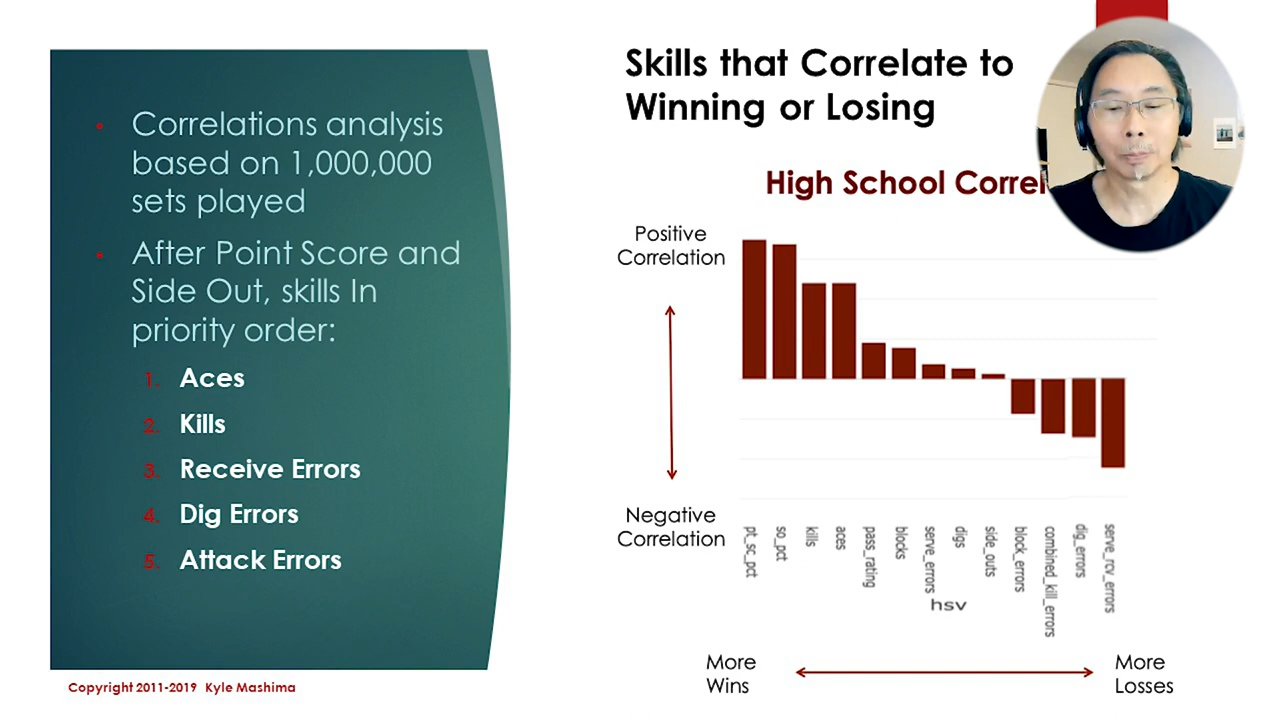 Correlations analysis
based on 1,000,000
sets played
After Point Score and
Side Out, skills In
priority order:
1. Aces
2. Kills
3. Receive Errors
4. Dig Errors
5. Attack Errors
Copyright 2011-2019 Kyle Mashima
Skills that Correlate to
Winning or Losing
High School Correl
Positive
Correlation
Negative
Correlation
pt_sc_pct
so_pct
kills
aces
pass_rating
blocks
serve_errors
digs
side_outs
block_errors
combined_kill_errors
dig_errors
serve_rcv_errors
hsv
More
Wins
More
Losses